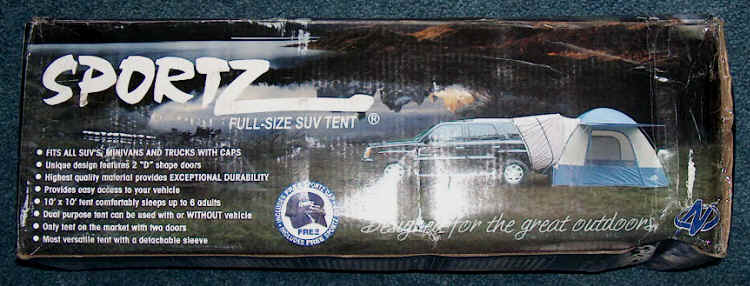 SPORTZ
FULL-SIZE SUV TENT ®
• FITS ALL SUV'S, MINIVANS AND TRUCKS WITH CAPS
• Unique design features 2 "D" shape doors
• Highest quality material provides EXCEPTIONAL DURABILITY
• Provides easy access to your vehicle
• 10' x 10' tent comfortably sleeps up to 6 adults
• Dual purpose tent can be used with or WITHOUT vehicle
• Only tent on the market with two doors
• Most versatile tent with a detachable sleeve
INCLUDES FREE SPORTZ
FREE
Designed for the great outdoors